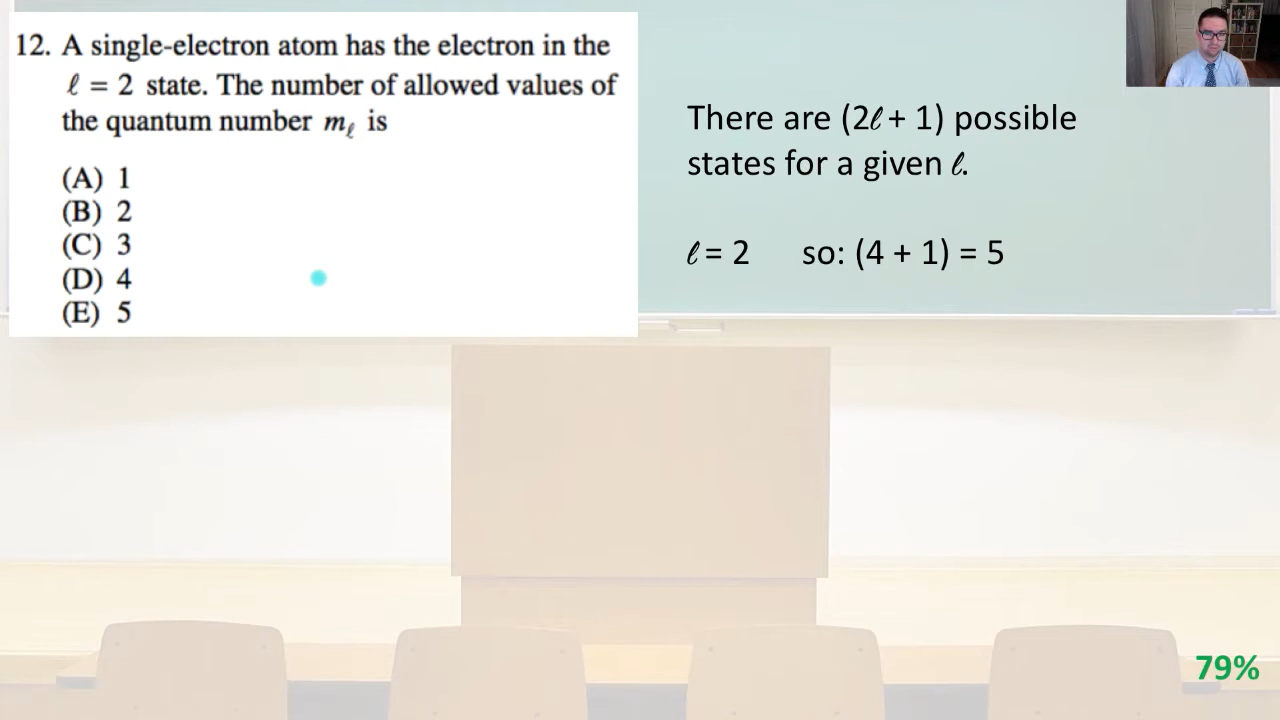 12. A single-electron atom has the electron in the
ℓ = 2 state. The number of allowed values of
the quantum number mℓ is
(A) 1
(B) 2
(C) 3
(D) 4
(E) 5
There are (2ℓ + 1) possible
states for a given ℓ.
ℓ = 2 so: (4 + 1) = 5
79%